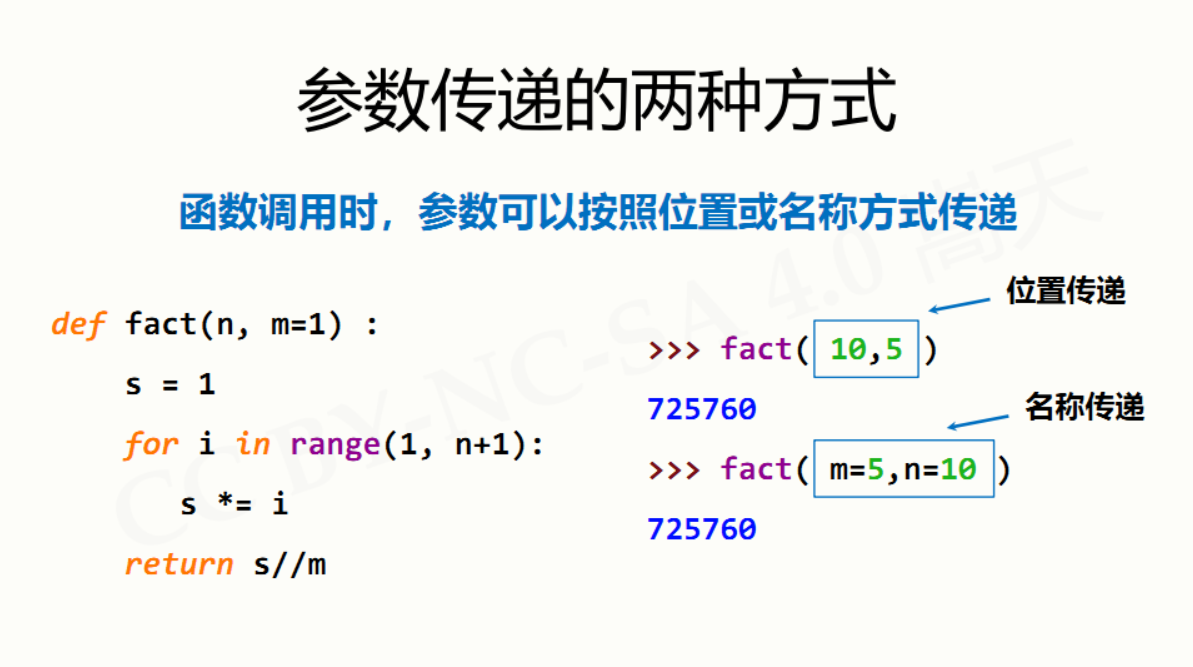 参数传递的两种方式
函数调用时，参数可以按照位置或名称方式传递
def fact(n, m=1) :
s = 1
for i in range(1, n+1):
s *= i
return s//m
位置传递
>>> fact( 10,5 )
725760
名称传递
>>> fact( m=5,n=10 )
725760
CC BY-NC-SA 4.0 嵩天